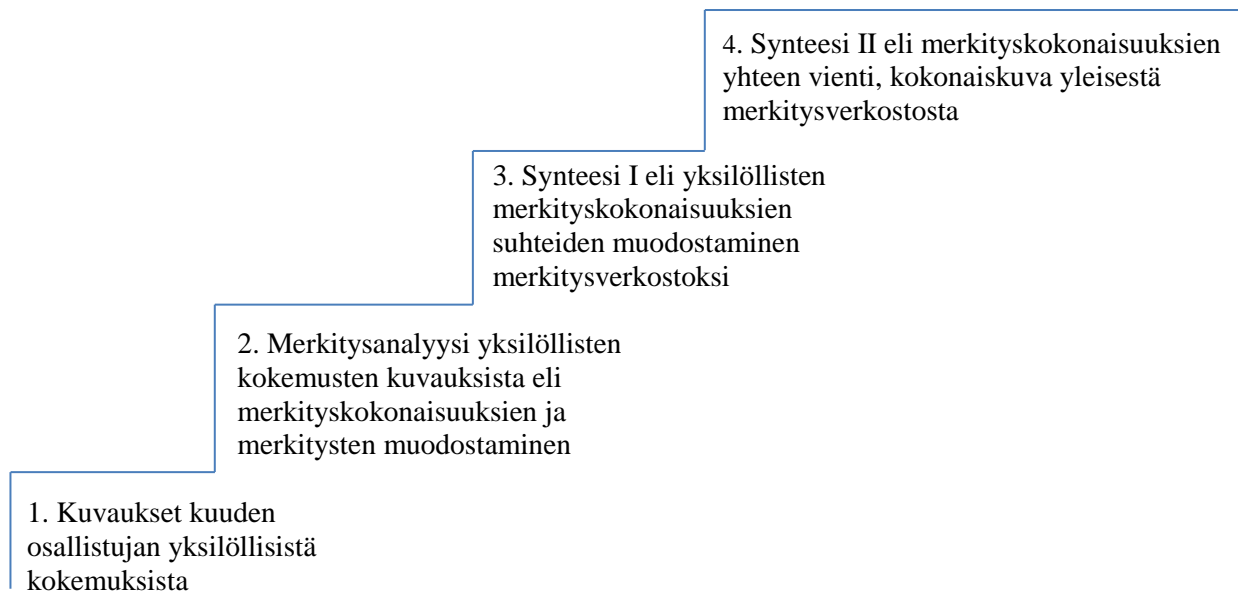 4. Synteesi II eli merkityskokonaisuuksien
yhteen vienti, kokonaiskuva yleisestä
merkitysverkostosta
3. Synteesi I eli yksilöllisten
merkityskokonaisuuksien
suhteiden muodostaminen
merkitysverkostoksi
2. Merkitysanalyysi yksilöllisten
kokemusten kuvauksista eli
merkityskokonaisuuksien ja
merkitysten muodostaminen
1. Kuvaukset kuuden
osallistujan yksilöllisistä
kokemuksista